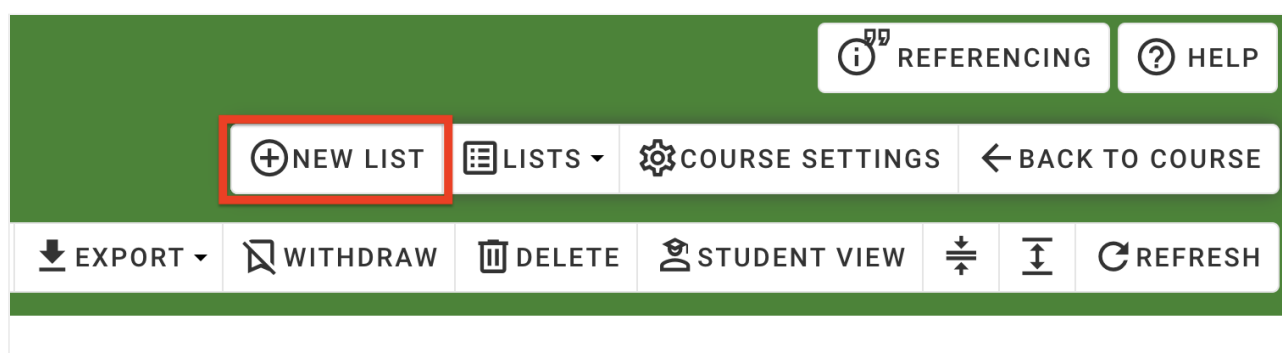 REFERENCING HELP
NEW LIST LISTS COURSE SETTINGS BACK TO COURSE
EXPORT WITHDRAW DELETE STUDENT VIEW REFRESH